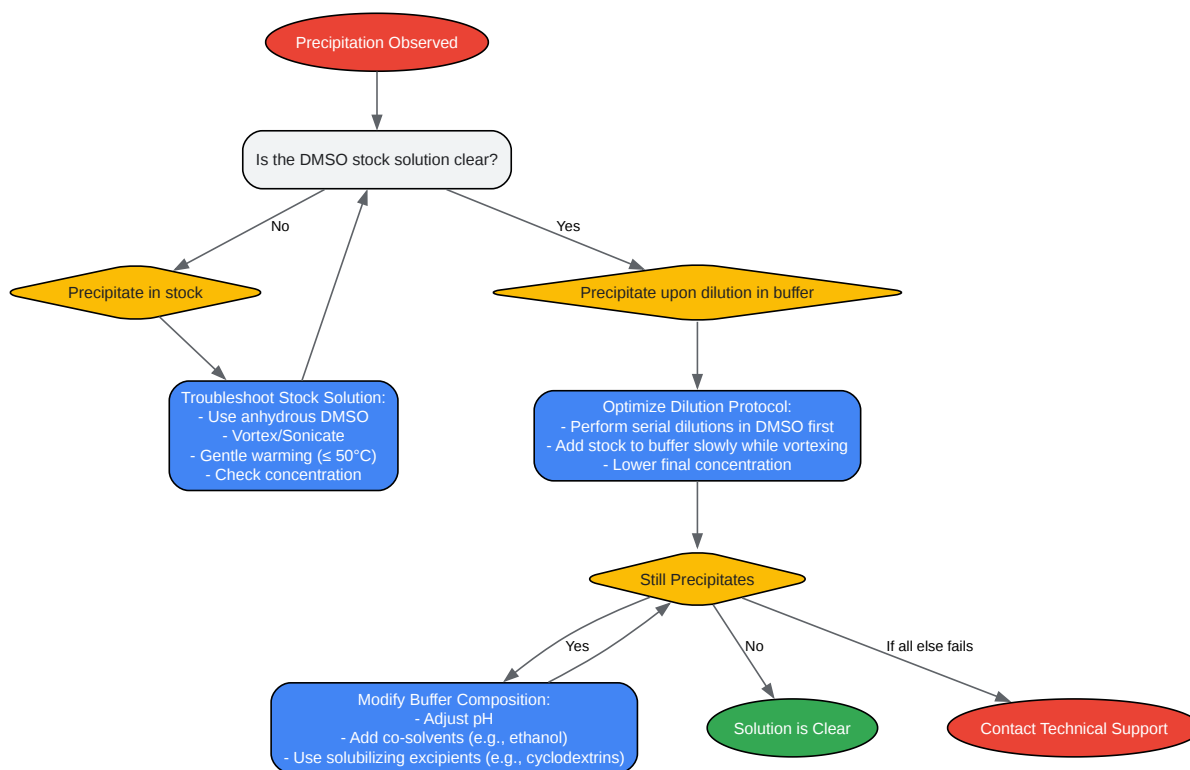 Precipitation Observed
Is the DMSO stock solution clear?
No
Yes
Precipitate in stock
Precipitate upon dilution in buffer
Troubleshoot Stock Solution:
- Use anhydrous DMSO
- Vortex/Sonicate
- Gentle warming (≤ 50°C)
- Check concentration
Optimize Dilution Protocol:
- Perform serial dilutions in DMSO first
- Add stock to buffer slowly while vortexing
- Lower final concentration
Still Precipitates
Yes
No
If all else fails
Modify Buffer Composition:
- Adjust pH
- Add co-solvents (e.g., ethanol)
- Use solubilizing excipients (e.g., cyclodextrins)
Solution is Clear
Contact Technical Support